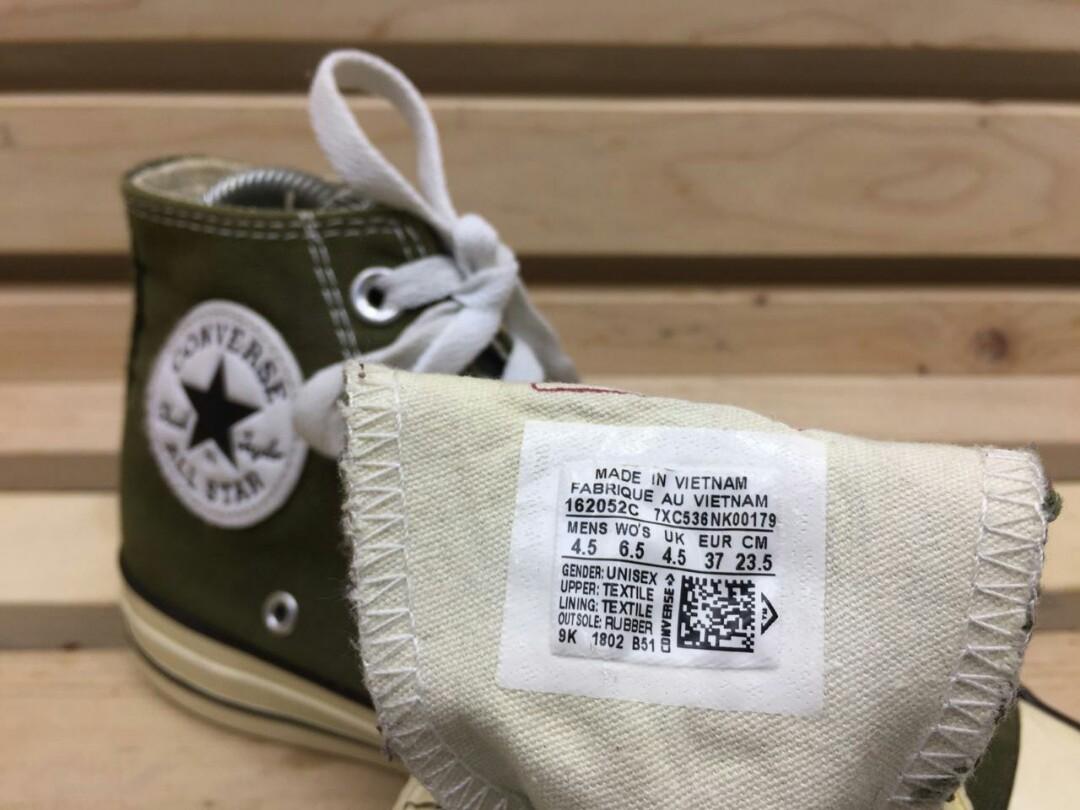 CONVERSE
ALL STAR
MADE IN VIETNAM
FABRIQUE AU VIETNAM
162052C 7XC536NK00179
MENS WO'S UK EUR CM
4.5 6.5 4.5 37 23.5
GENDER: UNISEX
UPPER: TEXTILE
LINING: TEXTILE
OUTSOLE: RUBBER
9K 1802 B51
CONVERSE